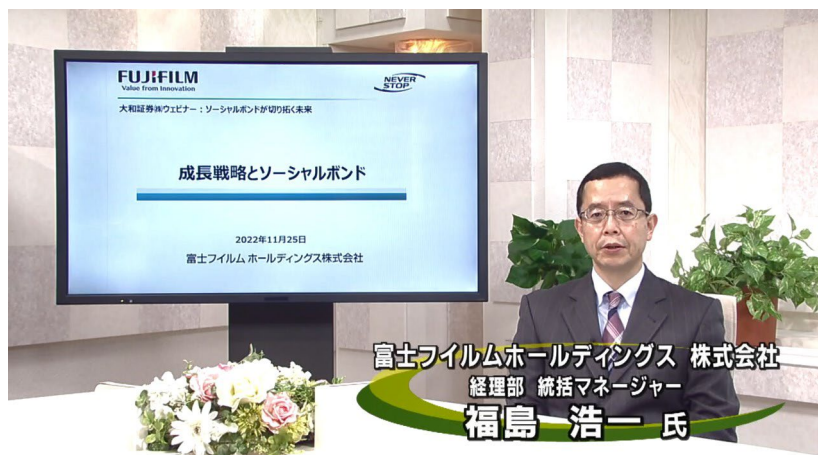 FUJIFILM
Value from Innovation
NEVER
STOP
大和証券㈱ウェビナー：ソーシャルボンドが切り拓く未来
成長戦略とソーシャルボンド
2022年11月25日
富士フイルム ホールディングス株式会社
富士フイルムホールディングス 株式会社
経理部 統括マネージャー
福島 浩一 氏